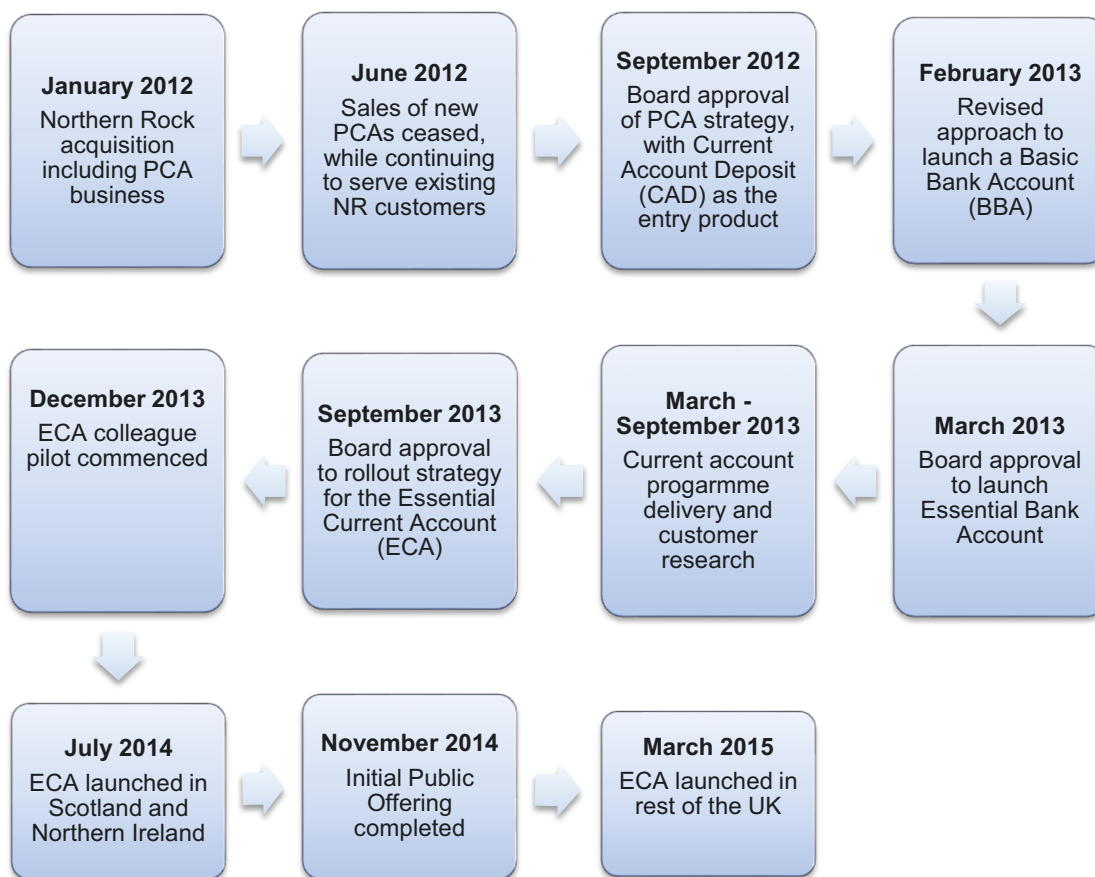 January 2012
Northern Rock
acquisition
including PCA
business
June 2012
Sales of new
PCAs ceased,
while continuing
to serve existing
NR customers
September 2012
Board approval
of PCA strategy,
with Current
Account Deposit
(CAD) as the
entry product
February 2013
Revised
approach to
launch a Basic
Bank Account
(BBA)
March 2013
Board approval
to launch
Essential Bank
Account
March -
September 2013
Current account
progarmme
delivery and
customer
research
September 2013
Board approval
to rollout strategy
for the Essential
Current Account
(ECA)
December 2013
ECA colleague
pilot commenced
July 2014
ECA launched in
Scotland and
Northern Ireland
November 2014
Initial Public
Offering
completed
March 2015
ECA launched in
rest of the UK